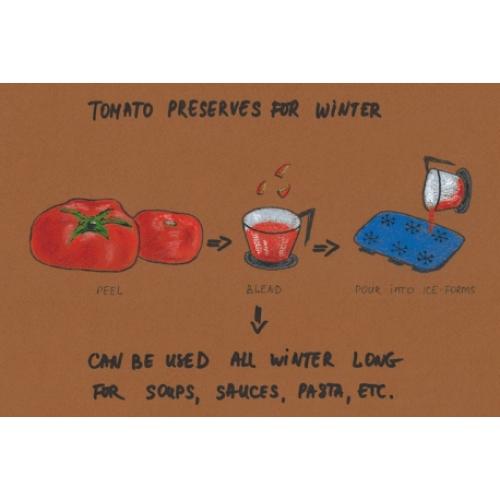 TOMATO PRESERVES FOR WINTER
PEEL
BLEND
POUR INTO ICE-FORMS
CAN BE USED ALL WINTER LONG
FOR SOUPS, SAUCES, PASTA, ETC.